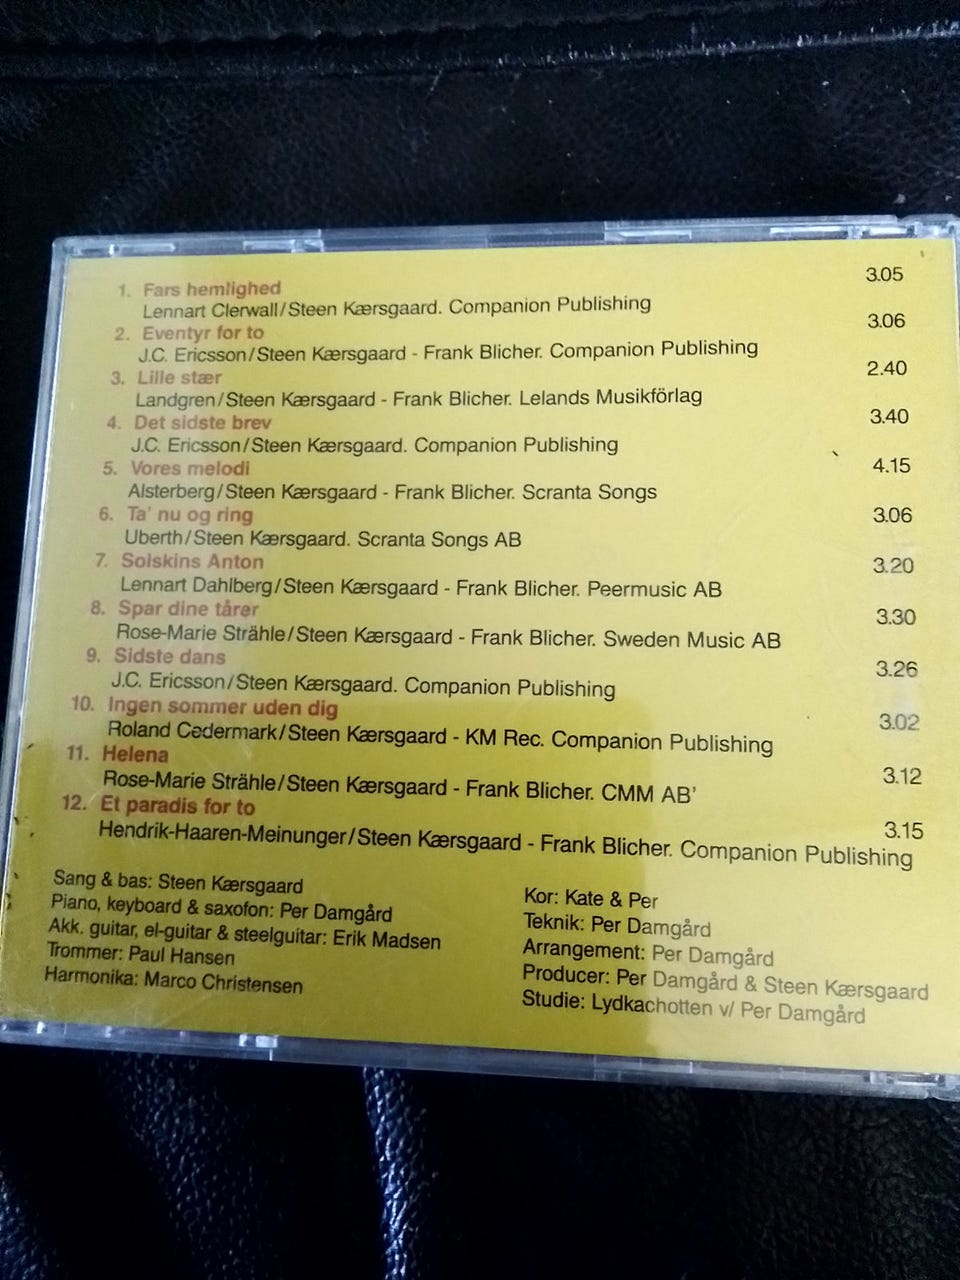 1. Fars hemlighed 3.05
Lennart Clerwall/Steen Kærsgaard. Companion Publishing
2. Eventyr for to 3.06
J.C. Ericsson/Steen Kærsgaard - Frank Blicher. Companion Publishing
3. Lille stær 2.40
Landgren/Steen Kærsgaard - Frank Blicher. Lelands Musikförlag
4. Det sidste brev 3.40
J.C. Ericsson/Steen Kærsgaard. Companion Publishing
5. Vores melodi 4.15
Alsterberg/Steen Kærsgaard - Frank Blicher. Scranta Songs
6. Ta' nu og ring 3.06
Uberth/Steen Kærsgaard. Scranta Songs AB
7. Solskins Anton 3.20
Lennart Dahlberg/Steen Kærsgaard - Frank Blicher. Peermusic AB
8. Spar dine tårer 3.30
Rose-Marie Strähle/Steen Kærsgaard - Frank Blicher. Sweden Music AB
9. Sidste dans 3.26
J.C. Ericsson/Steen Kærsgaard. Companion Publishing
10. Ingen sommer uden dig 3.02
Roland Cedermark/Steen Kærsgaard - KM Rec. Companion Publishing
11. Helena 3.12
Rose-Marie Strähle/Steen Kærsgaard - Frank Blicher. CMM AB'
12. Et paradis for to 3.15
Hendrik-Haaren-Meinunger/Steen Kærsgaard - Frank Blicher. Companion Publishing
Sang & bas: Steen Kærsgaard
Piano, keyboard & saxofon: Per Damgård
Akk. guitar, el-guitar & steelguitar: Erik Madsen
Trommer: Paul Hansen
Harmonika: Marco Christensen
Kor: Kate & Per
Teknik: Per Damgård
Arrangement: Per Damgård
Producer: Per Damgård & Steen Kærsgaard
Studie: Lydkachotten v/ Per Damgård